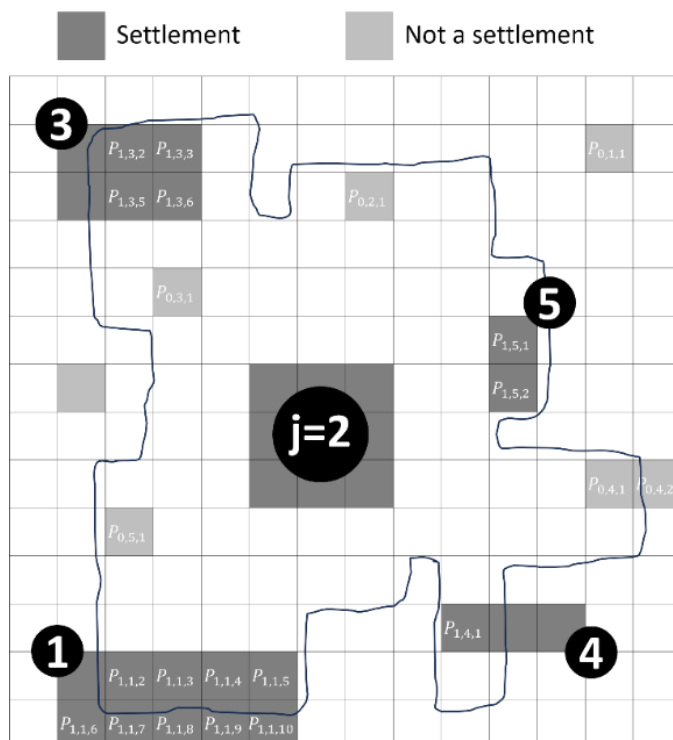 Settlement Not a settlement
3
P1,3,2 P1,3,3 P0,1,1
P1,3,5 P1,3,6 P0,2,1
P0,3,1
5
P1,5,1
P1,5,2
j=2
P0,4,1 P0,4,2
P0,5,1
P1,4,1
1 4
P1,1,2 P1,1,3 P1,1,4 P1,1,5
P1,1,6 P1,1,7 P1,1,8 P1,1,9 P1,1,10